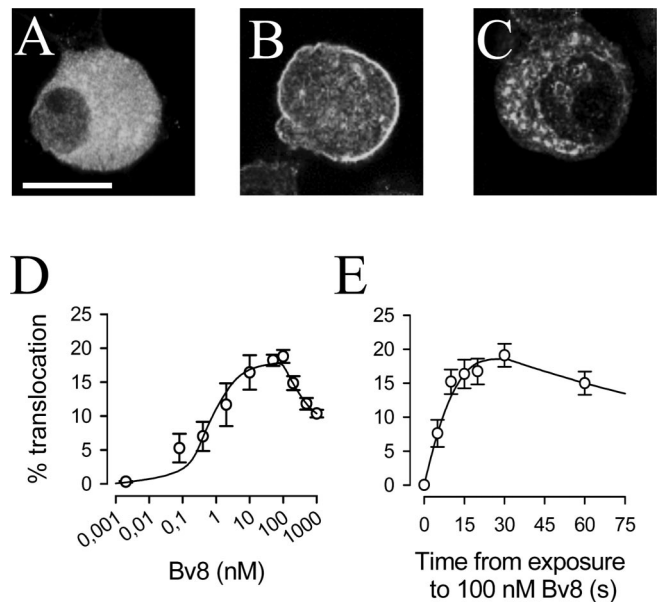 A B C
D E
% translocation
25 20 15 10 5 0
0,001 0,01 0,1 1 10 100 1000
Bv8 (nM)
25 20 15 10 5 0
0 15 30 45 60 75
Time from exposure
to 100 nM Bv8 (s)